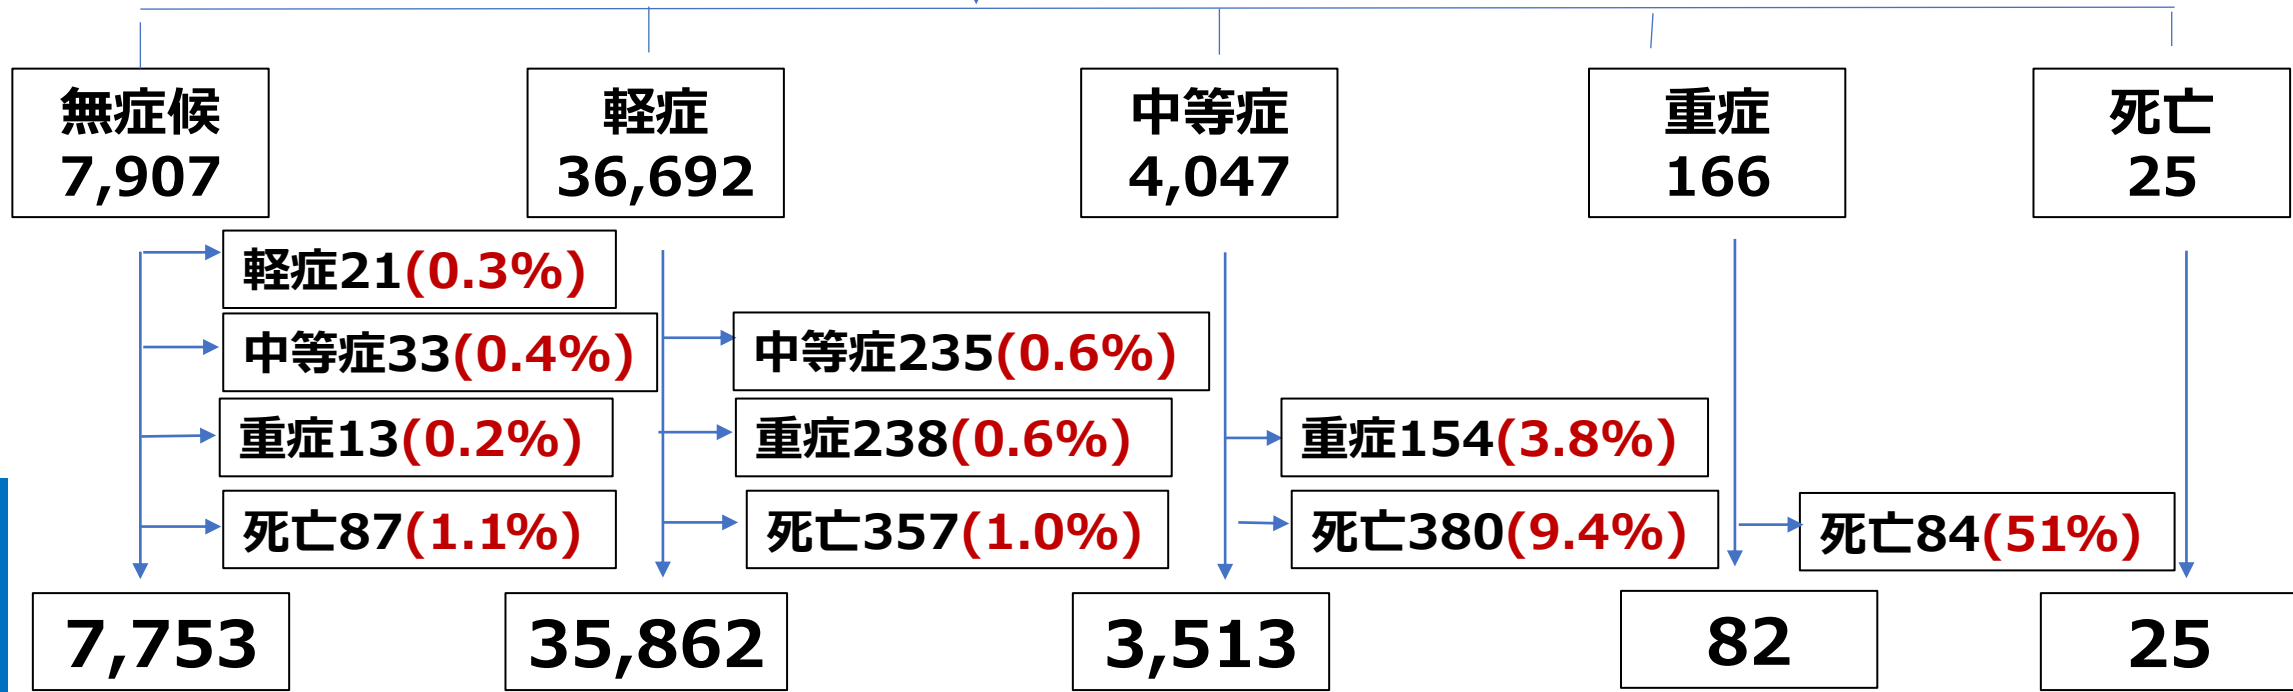 無症候
7,907
軽症
36,692
中等症
4,047
重症
166
死亡
25
軽症21(0.3%)
中等症33(0.4%)
重症13(0.2%)
死亡87(1.1%)
中等症235(0.6%)
重症238(0.6%)
死亡357(1.0%)
重症154(3.8%)
死亡380(9.4%)
死亡84(51%)
7,753
35,862
3,513
82
25